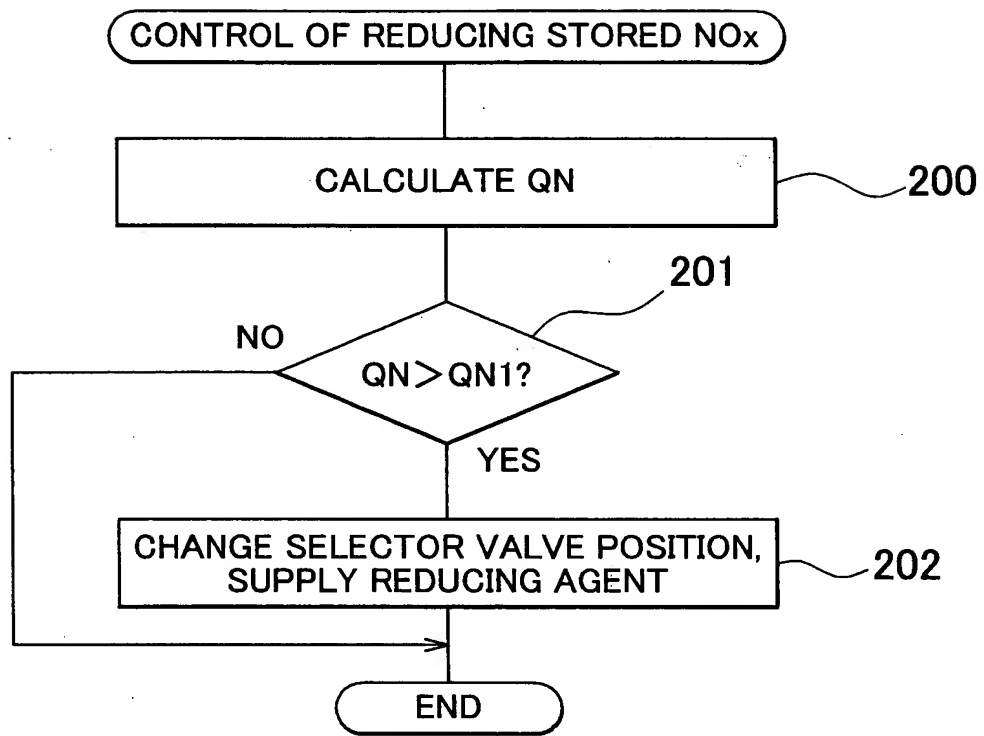 CONTROL OF REDUCING STORED NOx
CALCULATE QN
200
201
NO
QN＞QN1?
YES
CHANGE SELECTOR VALVE POSITION,
SUPPLY REDUCING AGENT
202
END